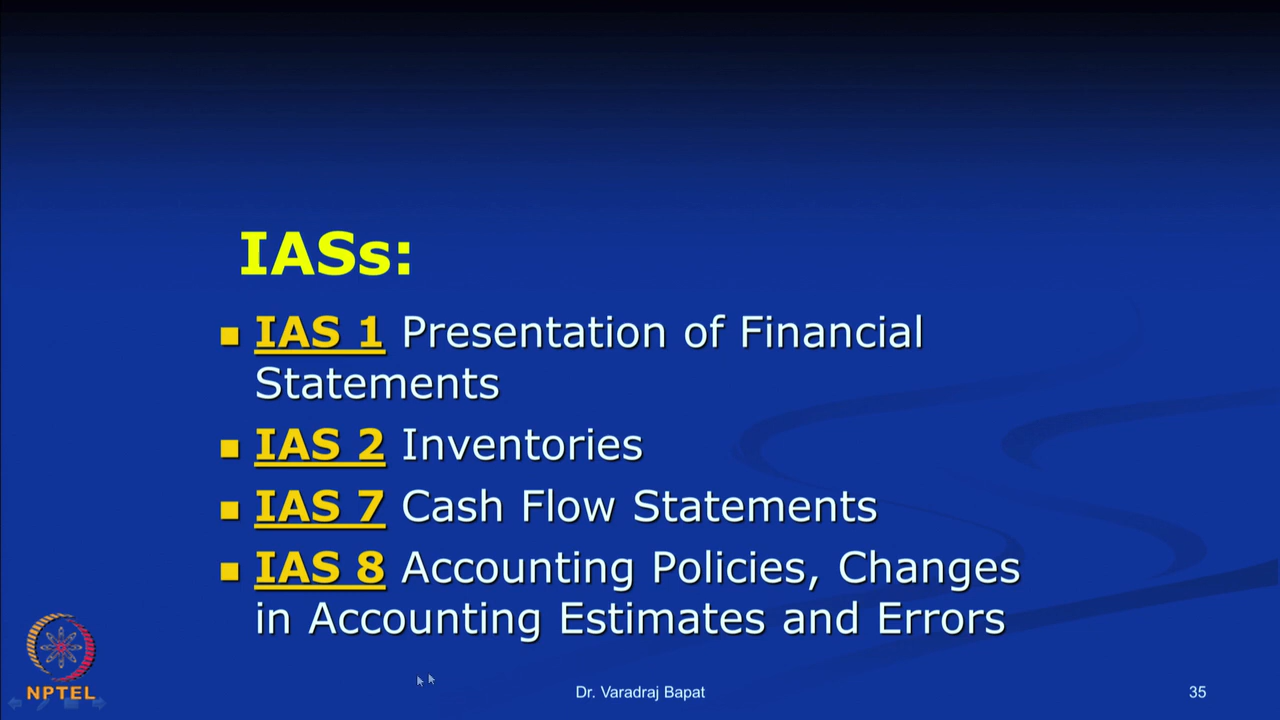 IASs:
IAS 1 Presentation of Financial
Statements
IAS 2 Inventories
IAS 7 Cash Flow Statements
IAS 8 Accounting Policies, Changes
in Accounting Estimates and Errors
NPTEL
Dr. Varadraj Bapat
35